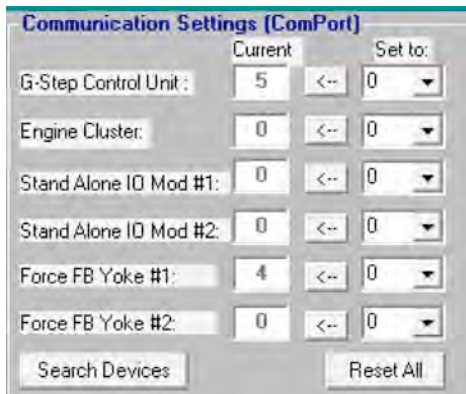 Communication Settings (ComPort)
Current Set to:
G-Step Control Unit : 5 <-- 0
Engine Cluster: 0 <-- 0
Stand Alone IO Mod #1: 0 <-- 0
Stand Alone IO Mod #2: 0 <-- 0
Force FB Yoke #1: 4 <-- 0
Force FB Yoke #2: 0 <-- 0
Search Devices Reset All